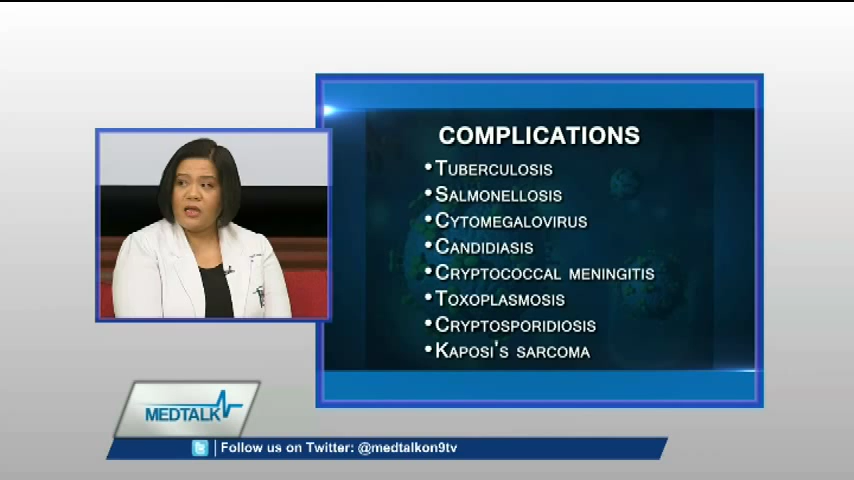 COMPLICATIONS
• TUBERCULOSIS
• SALMONELLOSIS
• CYTOMEGALOVIRUS
• CANDIDIASIS
• CRYPTOCOCCAL MENINGITIS
• TOXOPLASMOSIS
• CRYPTOSPORIDIOSIS
• KAPOSI'S SARCOMA
MEDTALK
Follow us on Twitter: @medtalkon9tv